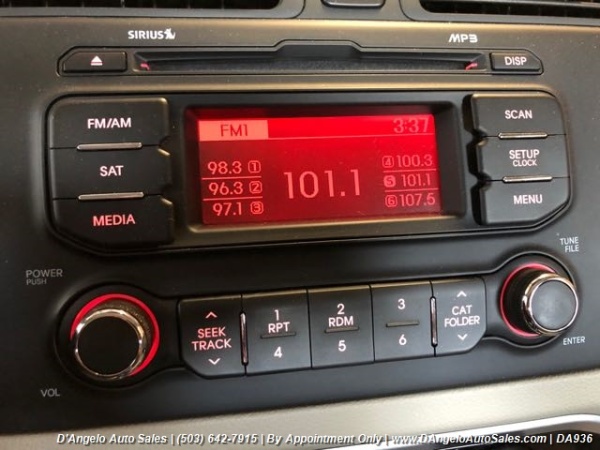 SIRIUS
MP3
DISP
FM/AM
SAT
MEDIA
FM1
3:37
98.3 1
96.3 2
97.1 3
101.1
4 100.3
5 101.1
6 107.5
SCAN
SETUP
CLOCK
MENU
POWER
PUSH
VOL
SEEK
TRACK
1
RPT
4
2
RDM
5
3
6
CAT
FOLDER
TUNE
FILE
ENTER
D'Angelo Auto Sales | (503) 642-7915 | By Appointment Only | www.DAngeloAutoSales.com | DA936